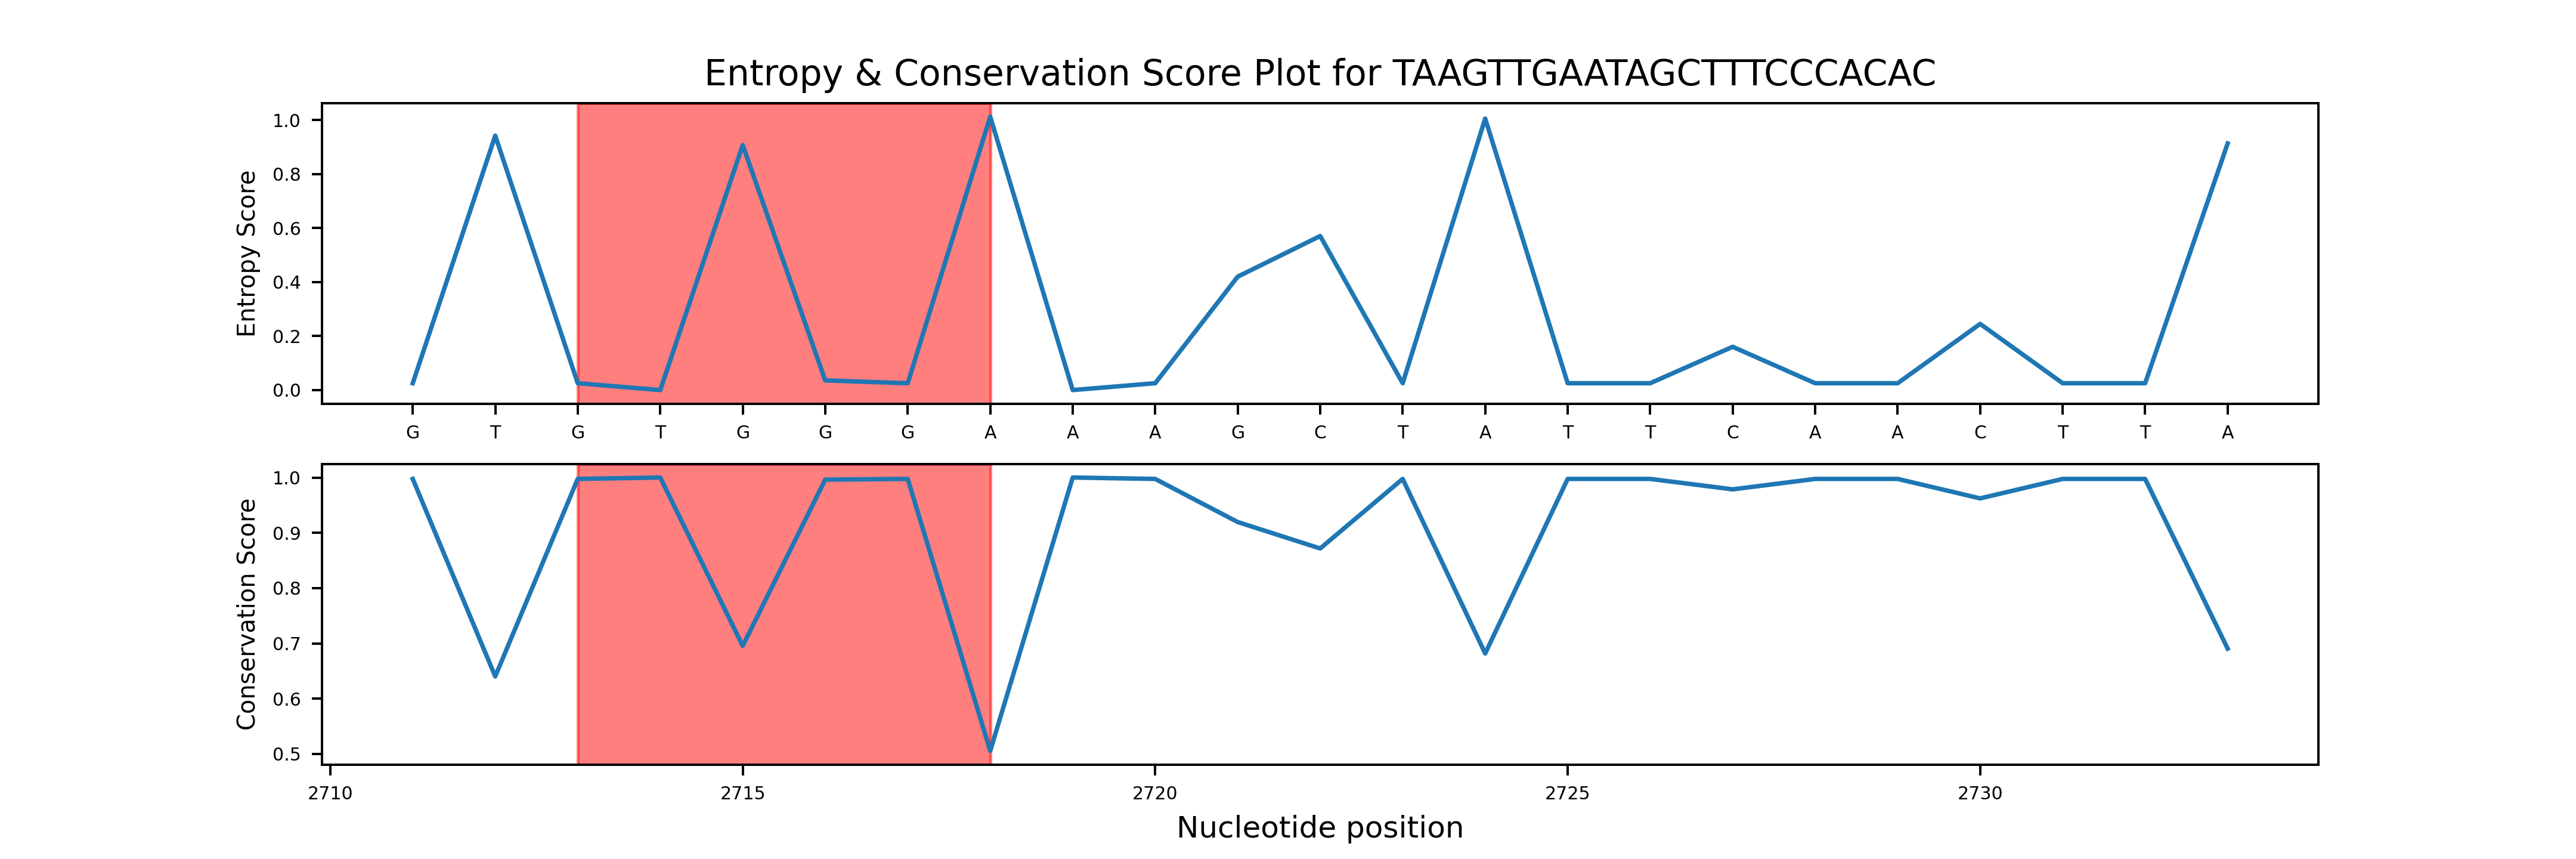 Entropy & Conservation Score Plot for TAAGTTGAATAGCTTTCCCACAC
Entropy Score
1.0
0.8
0.6
0.4
0.2
0.0
G T G T G G G A A A G C T A T T C A A C T T A
Conservation Score
1.0
0.9
0.8
0.7
0.6
0.5
2710 2715 2720 2725 2730
Nucleotide position